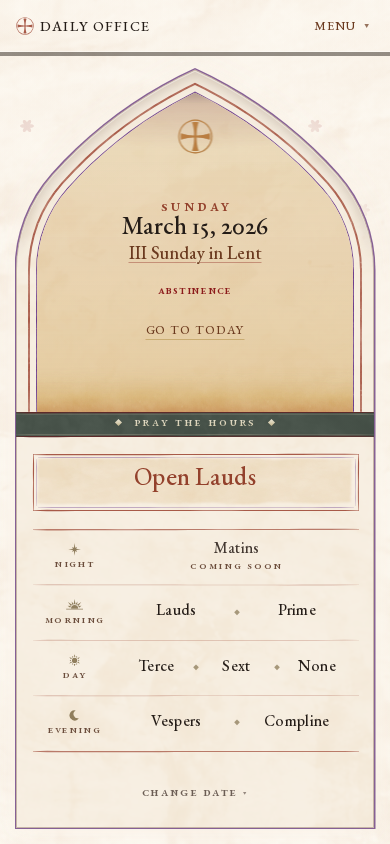 DAILY OFFICE MENU
SUNDAY
March 15, 2026
III Sunday in Lent
ABSTINENCE
GO TO TODAY
PRAY THE HOURS
Open Lauds
NIGHT
Matins
COMING SOON
MORNING
Lauds Prime
DAY
Terce Sext None
EVENING
Vespers Compline
CHANGE DATE